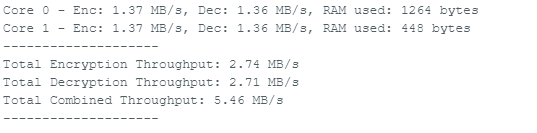 Core 0 - Enc: 1.37 MB/s, Dec: 1.36 MB/s, RAM used: 1264 bytes
Core 1 - Enc: 1.37 MB/s, Dec: 1.36 MB/s, RAM used: 448 bytes
--------------------
Total Encryption Throughput: 2.74 MB/s
Total Decryption Throughput: 2.71 MB/s
Total Combined Throughput: 5.46 MB/s
--------------------